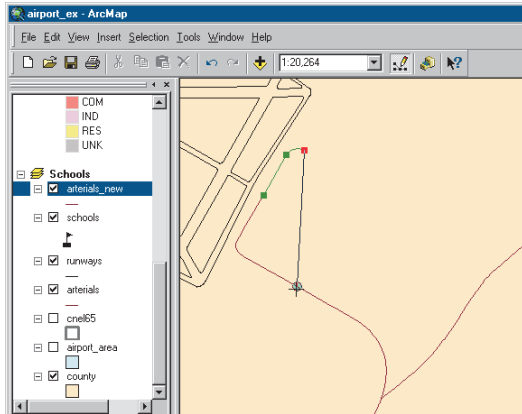 airport_ex - ArcMap
File Edit View Insert Selection Tools Window Help
1:20,264
COM
IND
RES
UNK
Schools
arterials_new
schools
runways
arterials
cnel65
airport_area
county